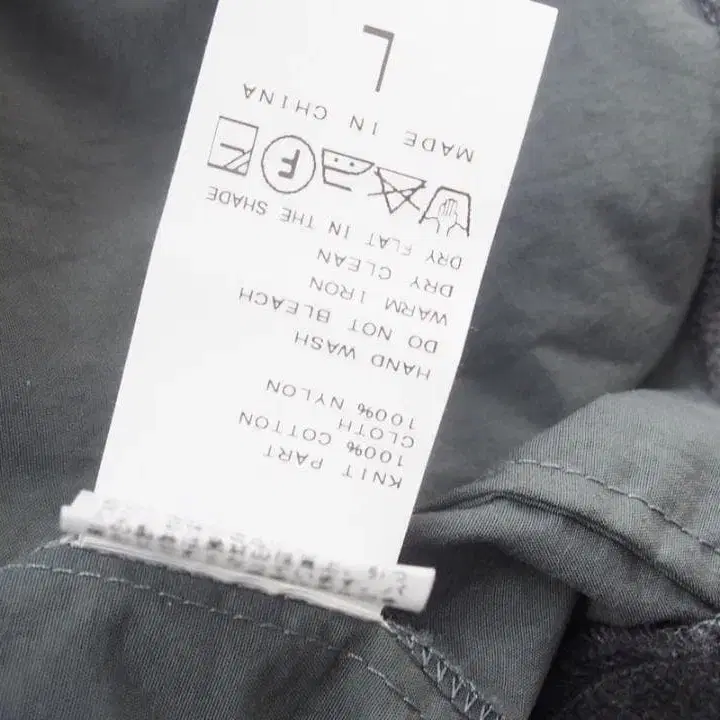 KNIT PART
100% COTTON
CLOTH
100% NYLON
HAND WASH
DO NOT BLEACH
WARM IRON
DRY CLEAN
DRY FLAT IN THE SHADE
F
MADE IN CHINA
L